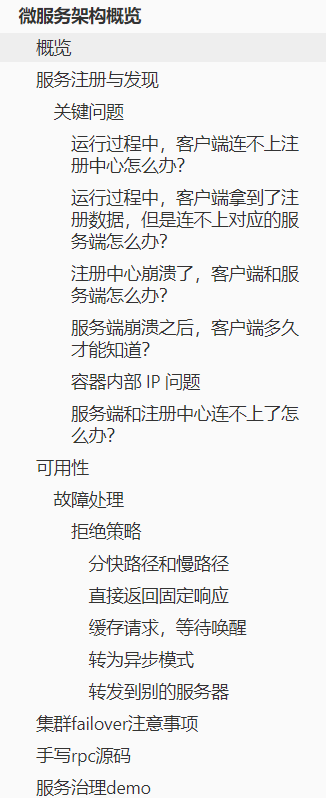 微服务架构概览
概览
服务注册与发现
关键问题
运行过程中，客户端连不上注
册中心怎么办？
运行过程中，客户端拿到了注
册数据，但是连不上对应的服
务端怎么办？
注册中心崩溃了，客户端和服
务端怎么办？
服务端崩溃之后，客户端多久
才能知道？
容器内部 IP 问题
服务端和注册中心连不上了怎
么办？
可用性
故障处理
拒绝策略
分快路径和慢路径
直接返回固定响应
缓存请求，等待唤醒
转为异步模式
转发到别的服务器
集群failover注意事项
手写rpc源码
服务治理demo